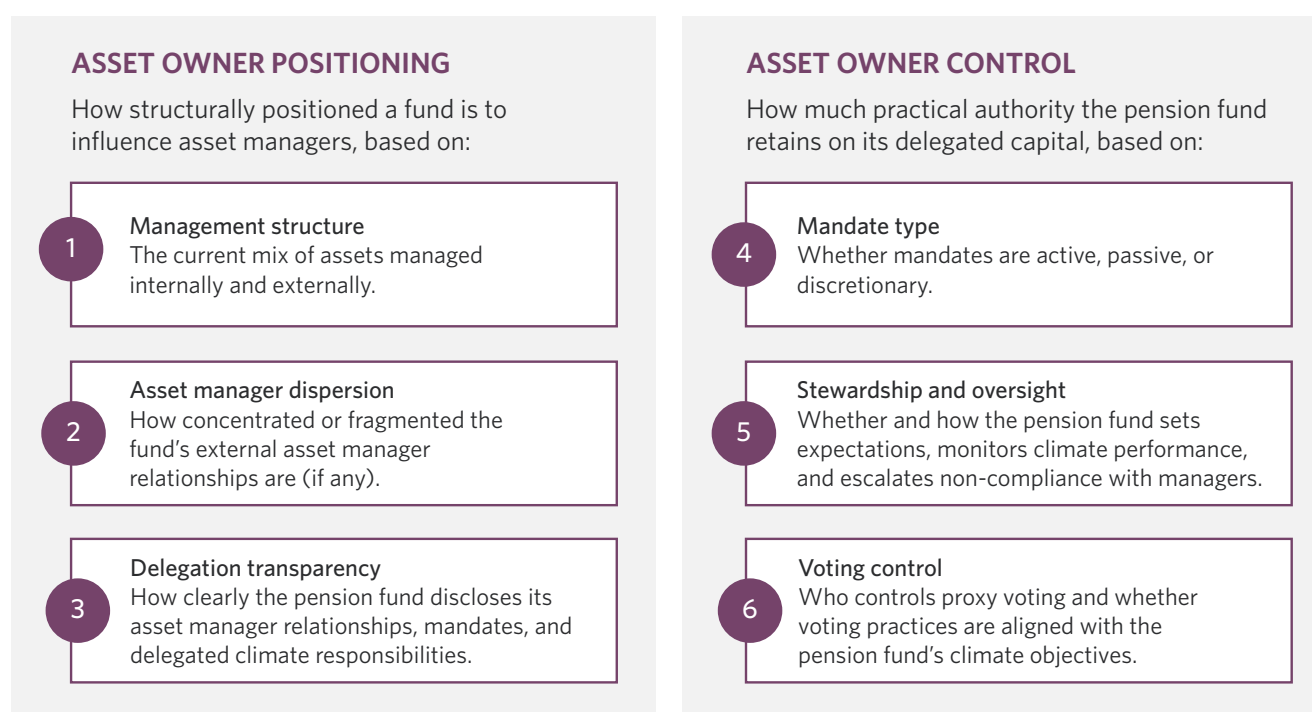 ASSET OWNER POSITIONING
How structurally positioned a fund is to
influence asset managers, based on:
1
Management structure
The current mix of assets managed
internally and externally.
2
Asset manager dispersion
How concentrated or fragmented the
fund's external asset manager
relationships are (if any).
3
Delegation transparency
How clearly the pension fund discloses its
asset manager relationships, mandates, and
delegated climate responsibilities.
ASSET OWNER CONTROL
How much practical authority the pension fund
retains on its delegated capital, based on:
4
Mandate type
Whether mandates are active, passive, or
discretionary.
5
Stewardship and oversight
Whether and how the pension fund sets
expectations, monitors climate performance,
and escalates non-compliance with managers.
6
Voting control
Who controls proxy voting and whether
voting practices are aligned with the
pension fund's climate objectives.